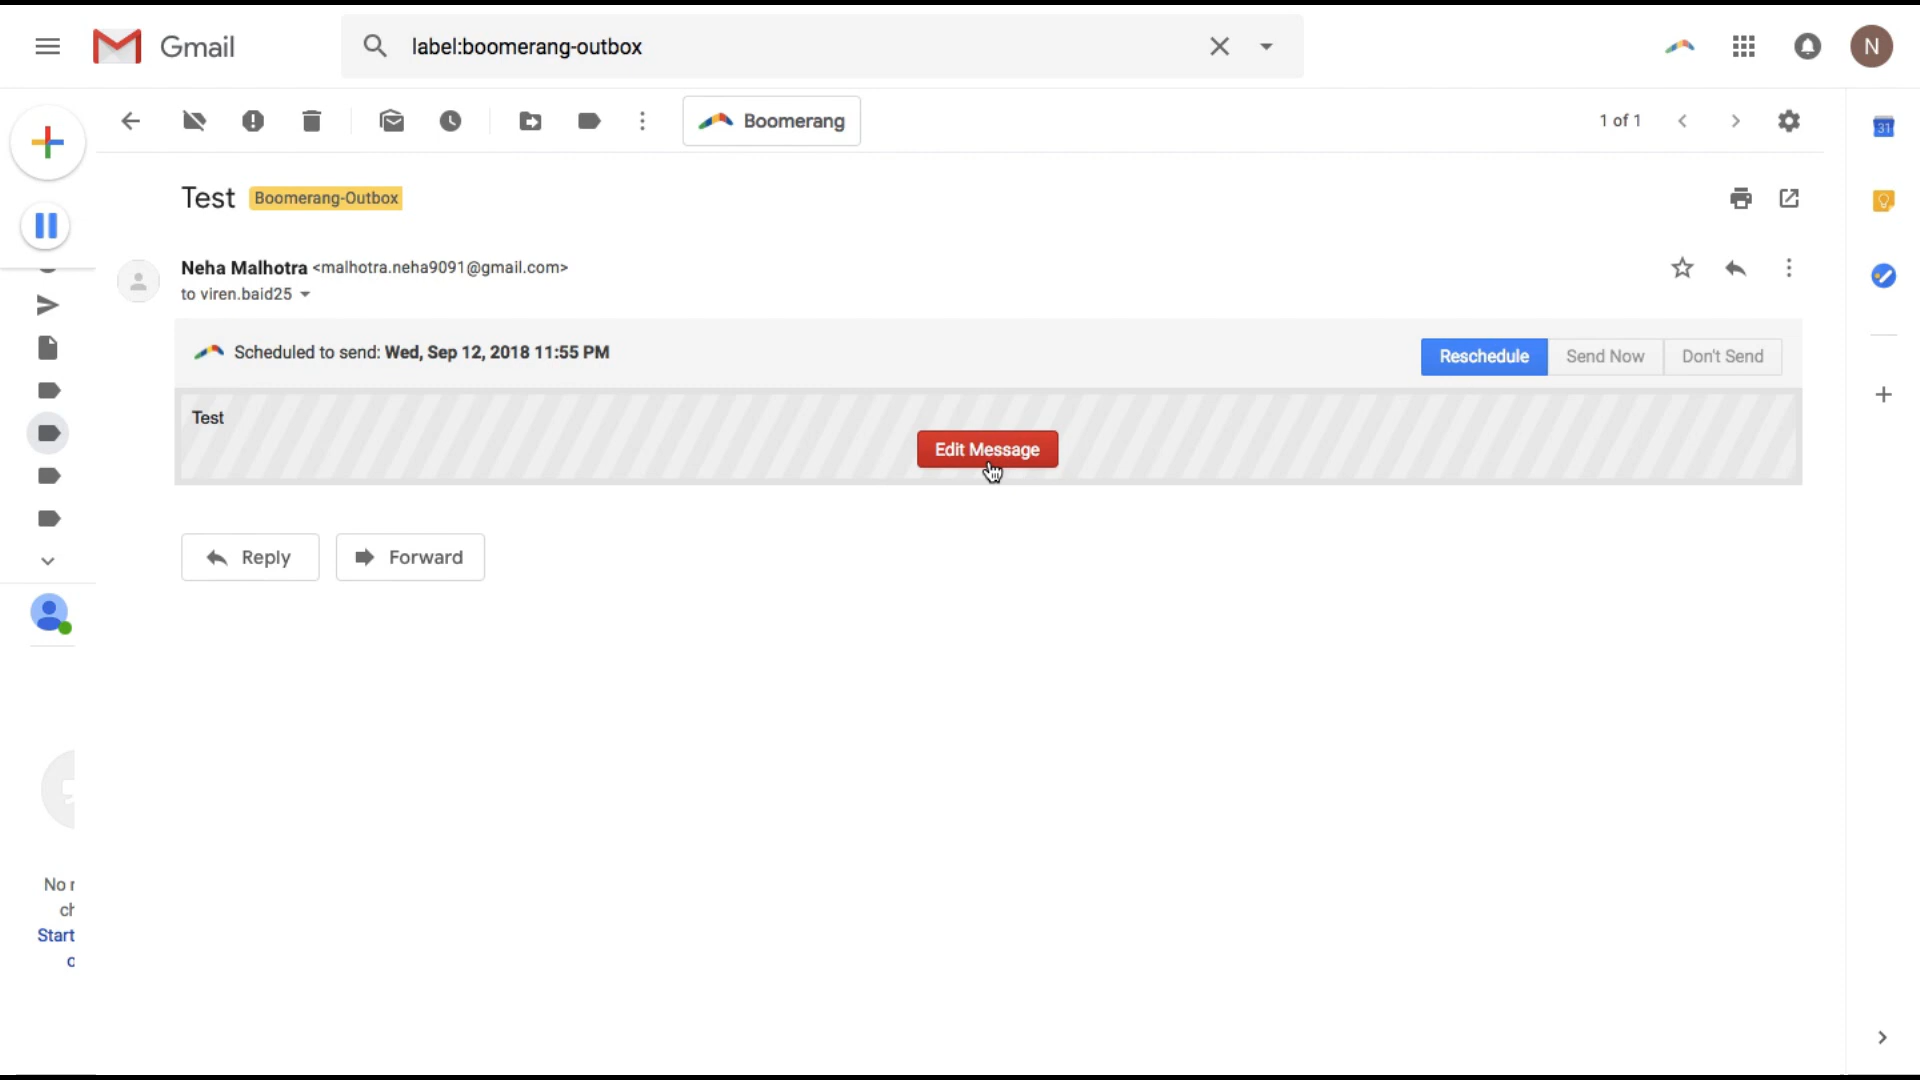 Gmail
label:boomerang-outbox
N
Boomerang
1 of 1
31
Test Boomerang-Outbox
Neha Malhotra <malhotra.neha9091@gmail.com>
to viren.baid25
Scheduled to send: Wed, Sep 12, 2018 11:55 PM
Reschedule
Send Now
Don't Send
Test
Edit Message
Reply
Forward
No r
ch
Start